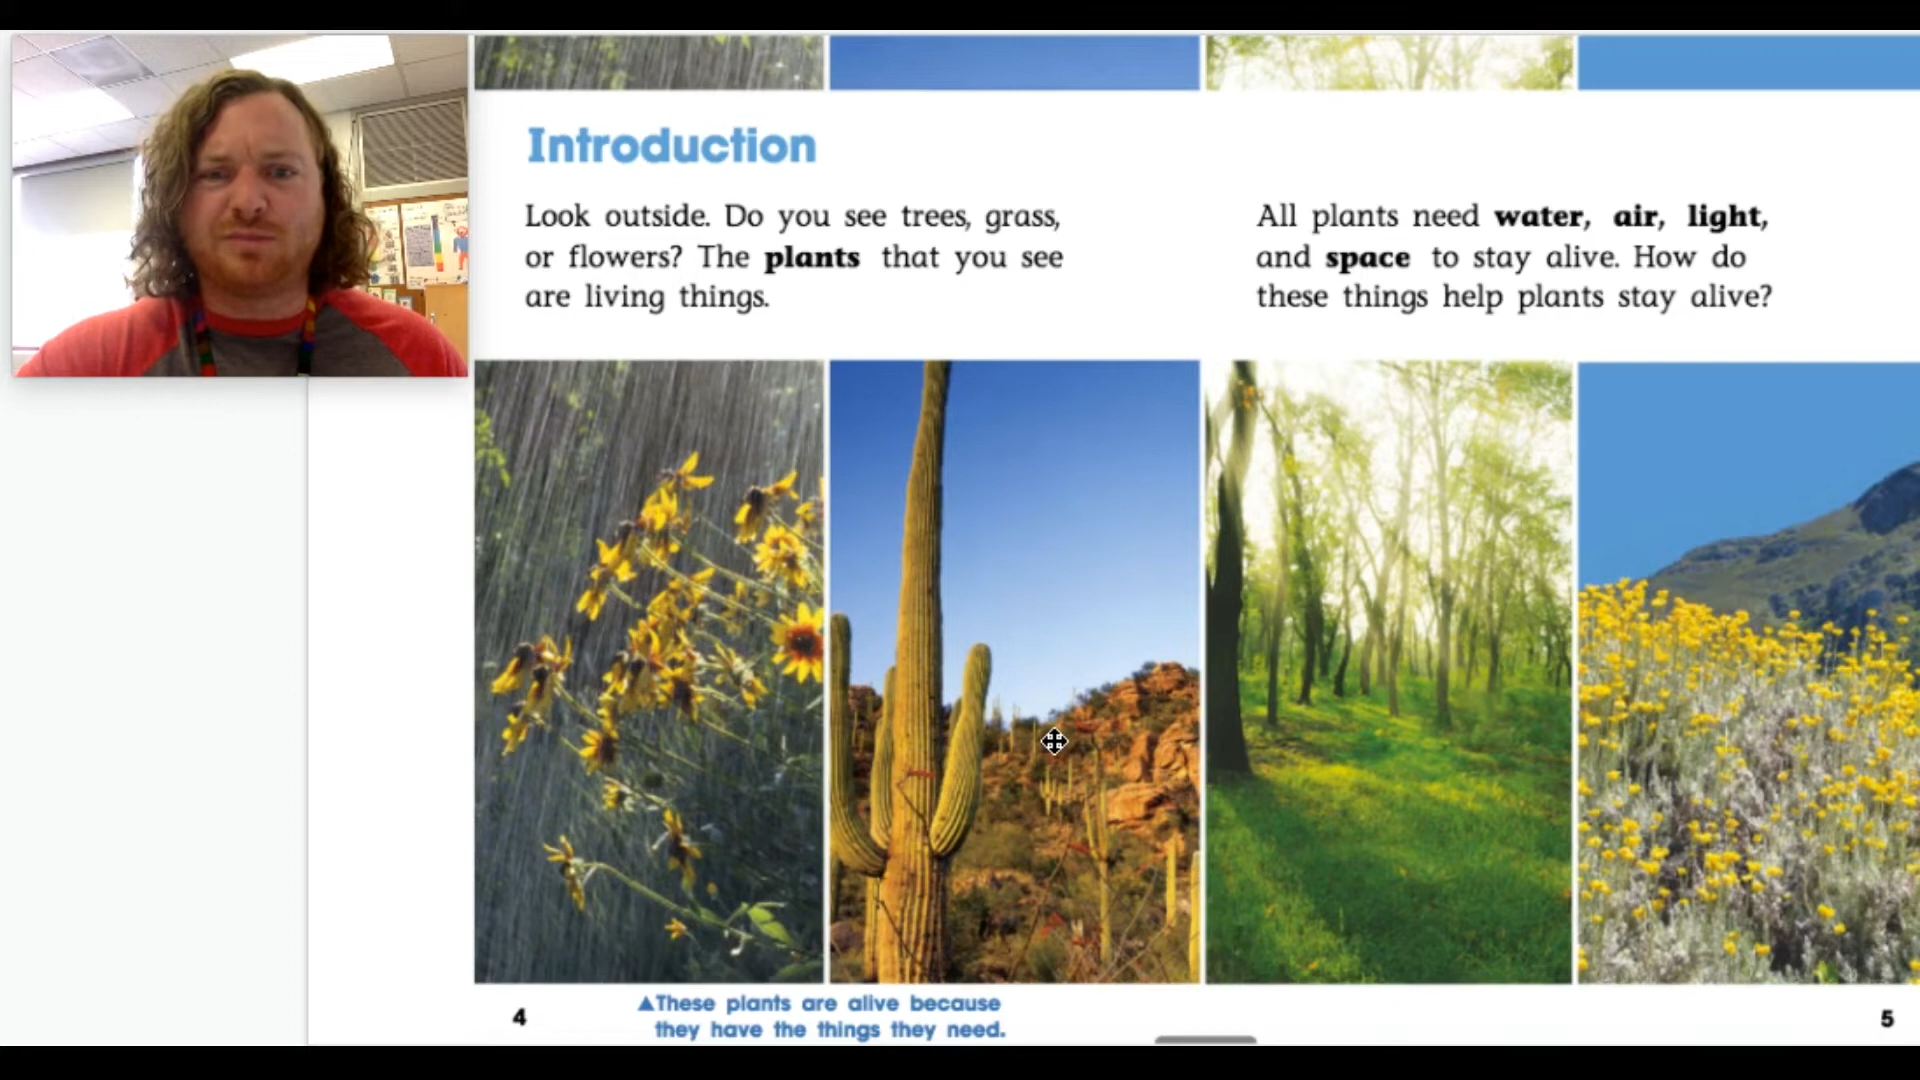 Introduction
Look outside. Do you see trees, grass,
or flowers? The plants that you see
are living things.
All plants need water, air, light,
and space to stay alive. How do
these things help plants stay alive?
4
▲These plants are alive because
they have the things they need.
5